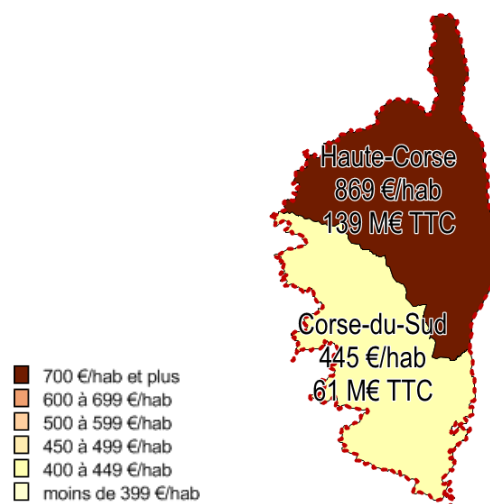 Haute-Corse
869 €/hab
139 M€ TTC
Corse-du-Sud
445 €/hab
61 M€ TTC
700 €/hab et plus
600 à 699 €/hab
500 à 599 €/hab
450 à 499 €/hab
400 à 449 €/hab
moins de 399 €/hab